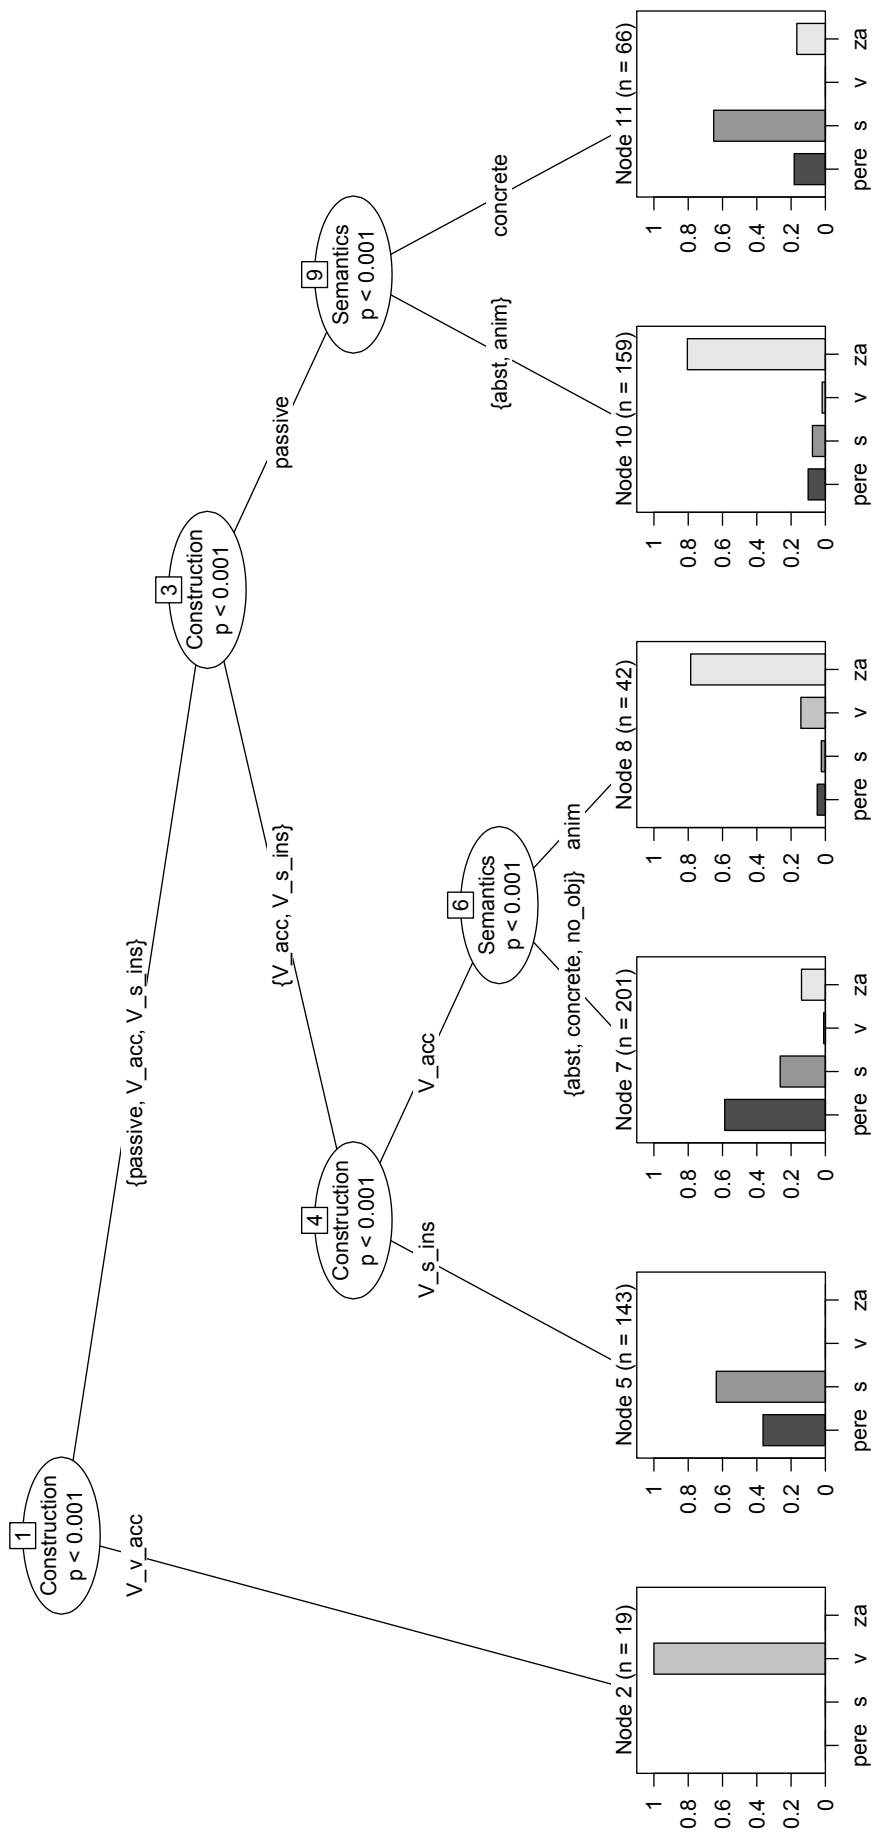 1
Construction
p < 0.001
V_v_acc
{passive, V_acc, V_s_ins}
3
Construction
p < 0.001
{V_acc, V_s_ins}
passive
4
Construction
p < 0.001
V_s_ins
V_acc
6
Semantics
p < 0.001
{abst, concrete, no_obj}
anim
9
Semantics
p < 0.001
{abst, anim}
concrete
Node 2 (n = 19)
1
0.8
0.6
0.4
0.2
0
pere s v za
Node 5 (n = 143)
1
0.8
0.6
0.4
0.2
0
pere s v za
Node 7 (n = 201)
1
0.8
0.6
0.4
0.2
0
pere s v za
Node 8 (n = 42)
1
0.8
0.6
0.4
0.2
0
pere s v za
Node 10 (n = 159)
1
0.8
0.6
0.4
0.2
0
pere s v za
Node 11 (n = 66)
1
0.8
0.6
0.4
0.2
0
pere s v za